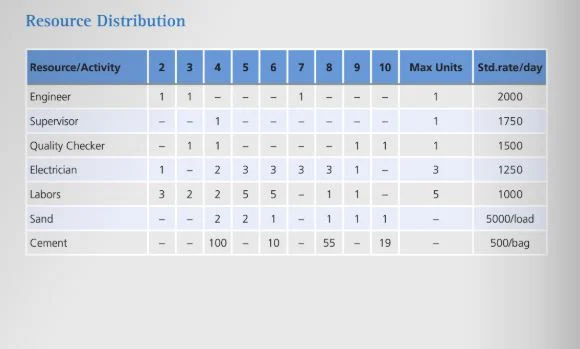 Resource Distribution
Resource/Activity 2 3 4 5 6 7 8 9 10 Max Units Std.rate/day
Engineer 1 1 – – – 1 – – – 1 2000
Supervisor – – 1 – – – – – – 1 1750
Quality Checker – 1 1 – – – – 1 1 1 1500
Electrician 1 – 2 3 3 3 3 1 – 3 1250
Labors 3 2 2 5 5 – 1 1 – 5 1000
Sand – – 2 2 1 – 1 1 1 – 5000/load
Cement – – 100 – 10 – 55 – 19 – 500/bag